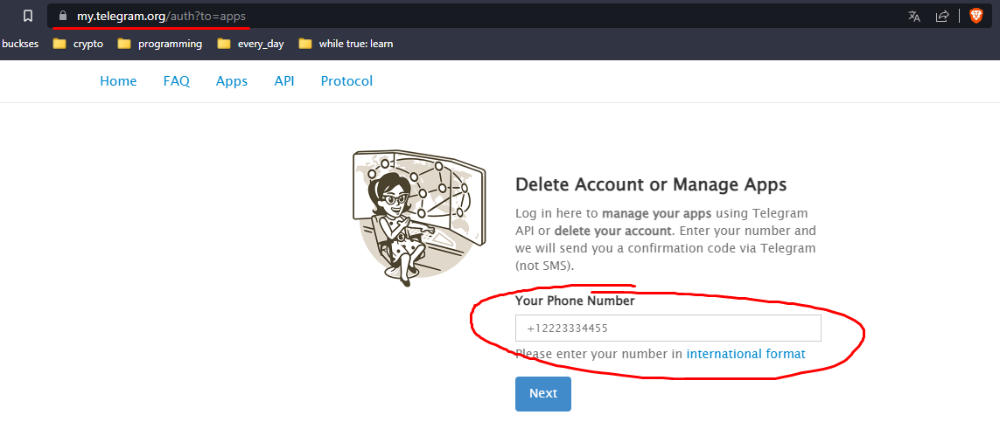 my.telegram.org/auth?to=apps
buckses crypto programming every_day while true: learn
Home FAQ Apps API Protocol
Delete Account or Manage Apps
Log in here to manage your apps using Telegram
API or delete your account. Enter your number and
we will send you a confirmation code via Telegram
(not SMS).
Your Phone Number
+12223334455
Please enter your number in international format
Next